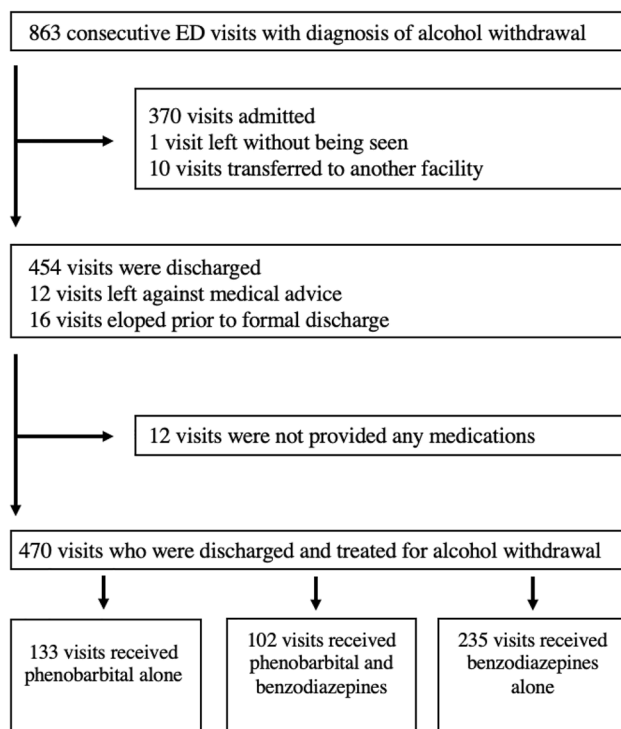 863 consecutive ED visits with diagnosis of alcohol withdrawal
370 visits admitted
1 visit left without being seen
10 visits transferred to another facility
454 visits were discharged
12 visits left against medical advice
16 visits eloped prior to formal discharge
12 visits were not provided any medications
470 visits who were discharged and treated for alcohol withdrawal
133 visits received
phenobarbital alone
102 visits received
phenobarbital and
benzodiazepines
235 visits received
benzodiazepines
alone